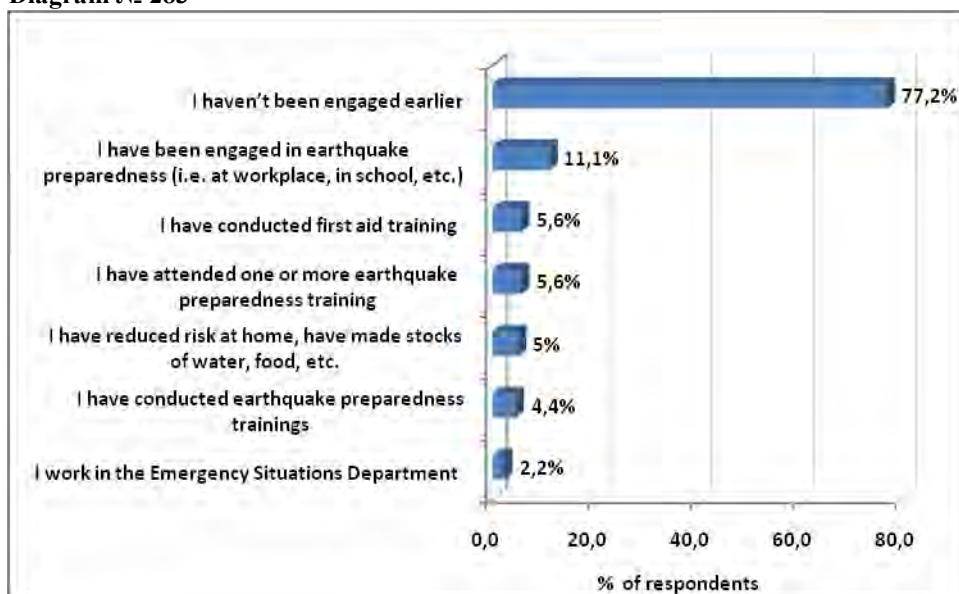 I haven't been engaged earlier
77,2%
I have been engaged in earthquake
preparedness (i.e. at workplace, in school, etc.)
11,1%
I have conducted first aid training
5,6%
I have attended one or more earthquake
preparedness training
5,6%
I have reduced risk at home, have made stocks
of water, food, etc.
5%
I have conducted earthquake preparedness
trainings
4,4%
I work in the Emergency Situations Department
2,2%
0,0 20,0 40,0 60,0 80,0
% of respondents